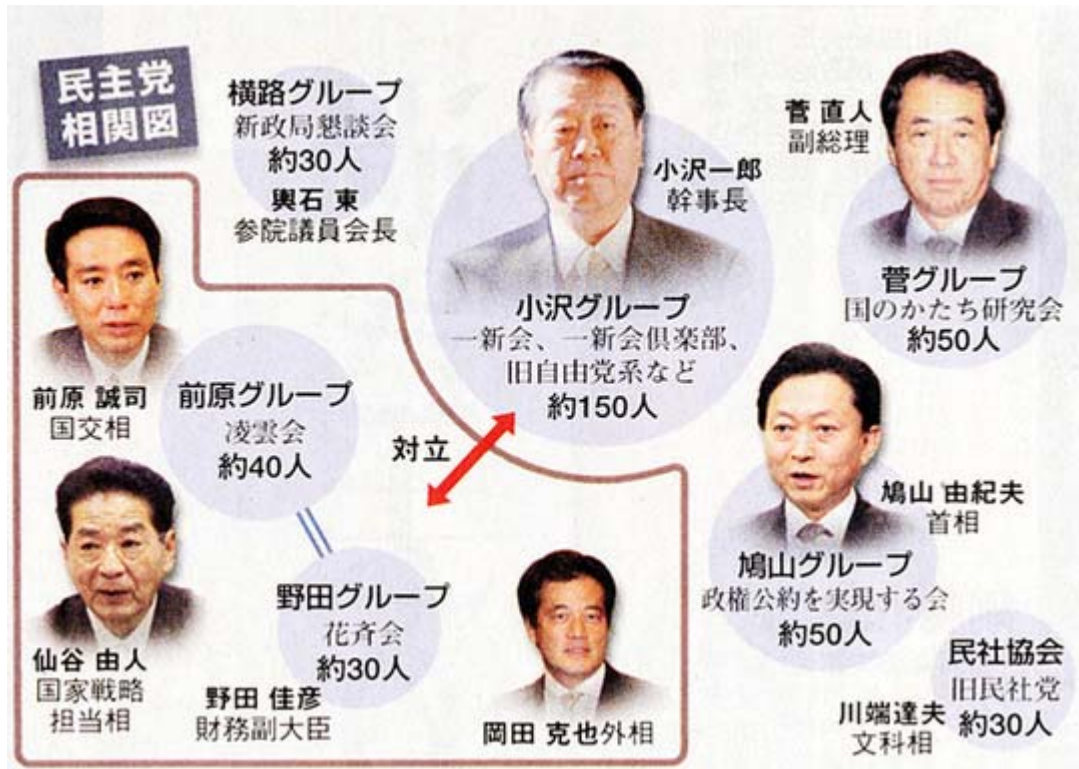 民主党
相関図
横路グループ
新政局懇談会
約30人
輿石 東
参院議員会長
小沢一郎
幹事長
小沢グループ
一新会、一新会倶楽部、
旧自由党系など
約150人
菅 直人
副総理
菅グループ
国のかたち研究会
約50人
前原 誠司
国交相
前原グループ
凌雲会
約40人
対立
仙谷 由人
国家戦略
担当相
野田グループ
花斉会
約30人
野田 佳彦
財務副大臣
岡田 克也外相
鳩山 由紀夫
首相
鳩山グループ
政権公約を実現する会
約50人
民社協会
旧民社党
約30人
川端達夫
文科相